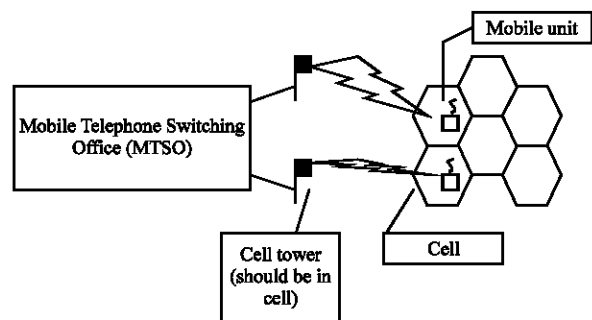 Mobile unit
Mobile Telephone Switching
Office (MTSO)
Cell tower
(should be in
cell)
Cell